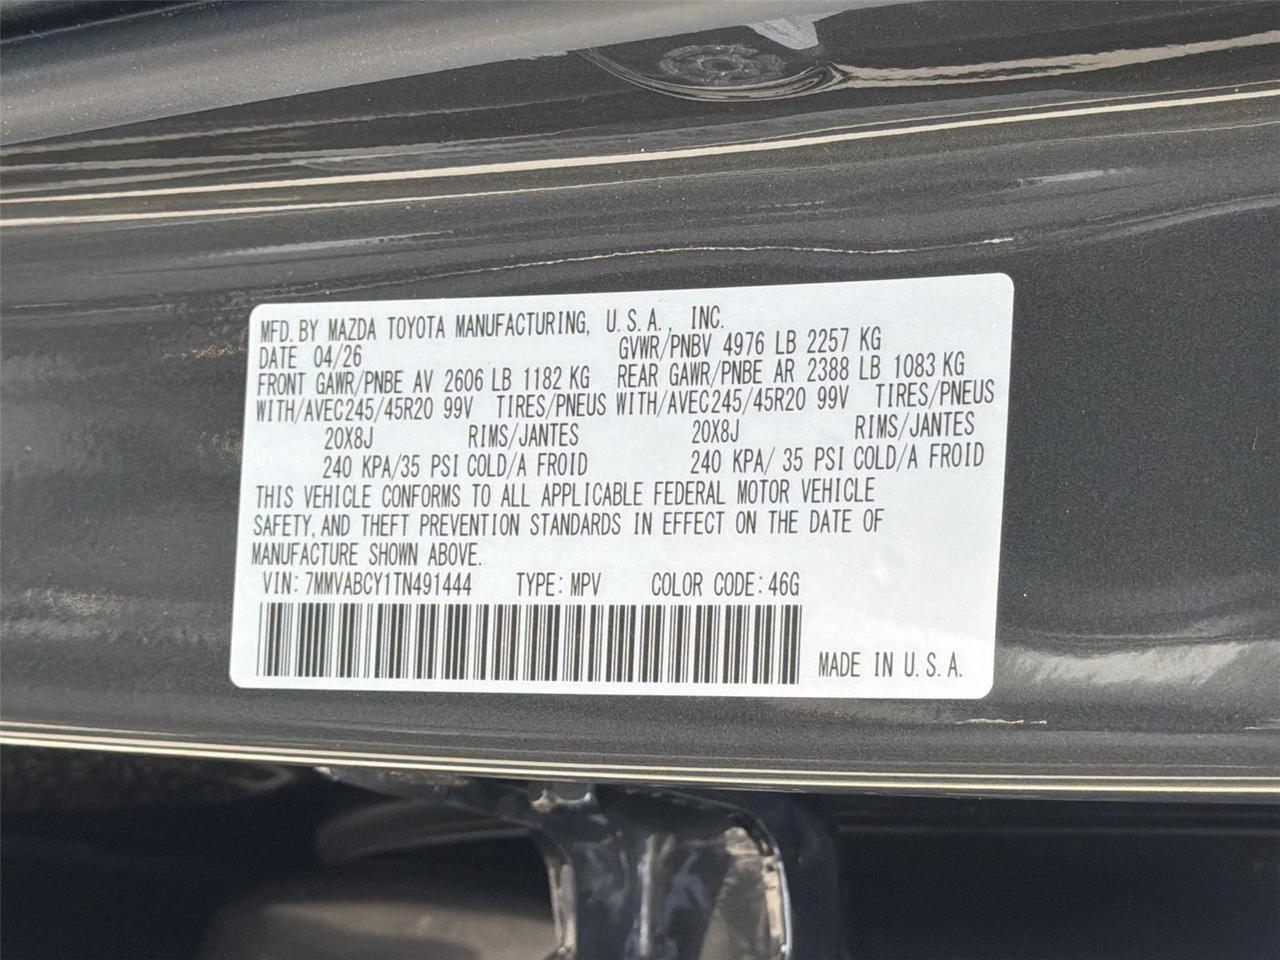 MFD. BY MAZDA TOYOTA MANUFACTURING, U.S.A., INC.
DATE 04/26 GVWR/PNBV 4976 LB 2257 KG
FRONT GAWR/PNBE AV 2606 LB 1182 KG REAR GAWR/PNBE AR 2388 LB 1083 KG
WITH/AVEC245/45R20 99V TIRES/PNEUS WITH/AVEC245/45R20 99V TIRES/PNEUS
20X8J RIMS/JANTES 20X8J RIMS/JANTES
240 KPA/35 PSI COLD/A FROID 240 KPA/ 35 PSI COLD/A FROID
THIS VEHICLE CONFORMS TO ALL APPLICABLE FEDERAL MOTOR VEHICLE
SAFETY, AND THEFT PREVENTION STANDARDS IN EFFECT ON THE DATE OF
MANUFACTURE SHOWN ABOVE.
VIN: 7MMVABCY1TN491444 TYPE: MPV COLOR CODE: 46G
MADE IN U.S.A.